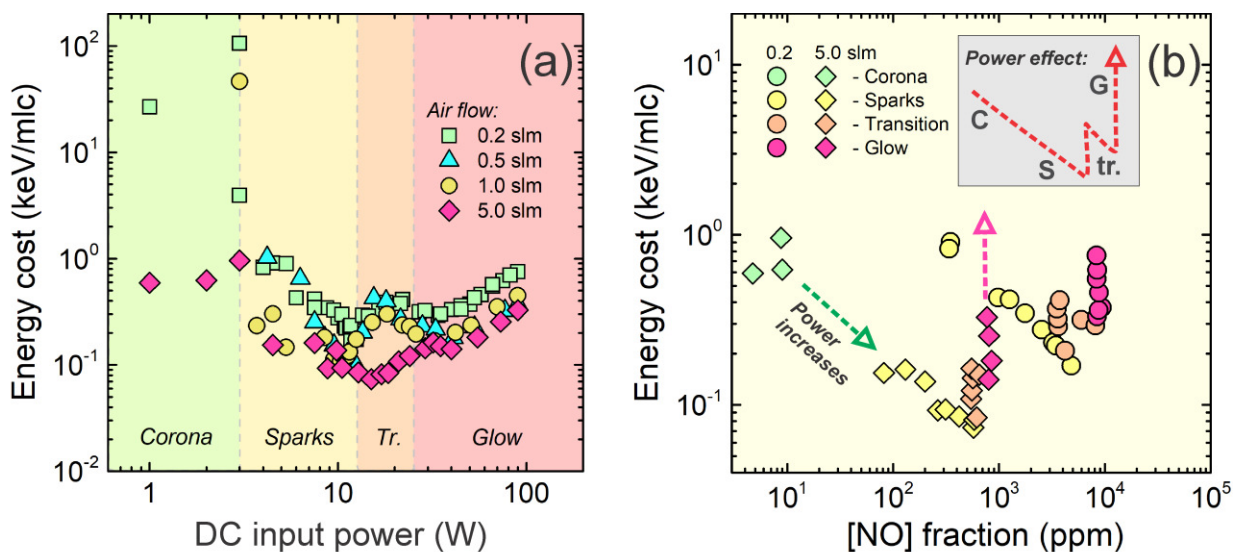 (a)
Energy cost (keV/mlc)
10²
10¹
10⁰
10⁻¹
10⁻²
Air flow:
0.2 slm
0.5 slm
1.0 slm
5.0 slm
Corona
Sparks
Tr.
Glow
1
10
100
DC input power (W)
(b)
Energy cost (keV/mlc)
10¹
10⁰
10⁻¹
0.2 5.0 slm
- Corona
- Sparks
- Transition
- Glow
Power effect:
C
S
tr.
G
Power
increases
10¹
10²
10³
10⁴
10⁵
[NO] fraction (ppm)